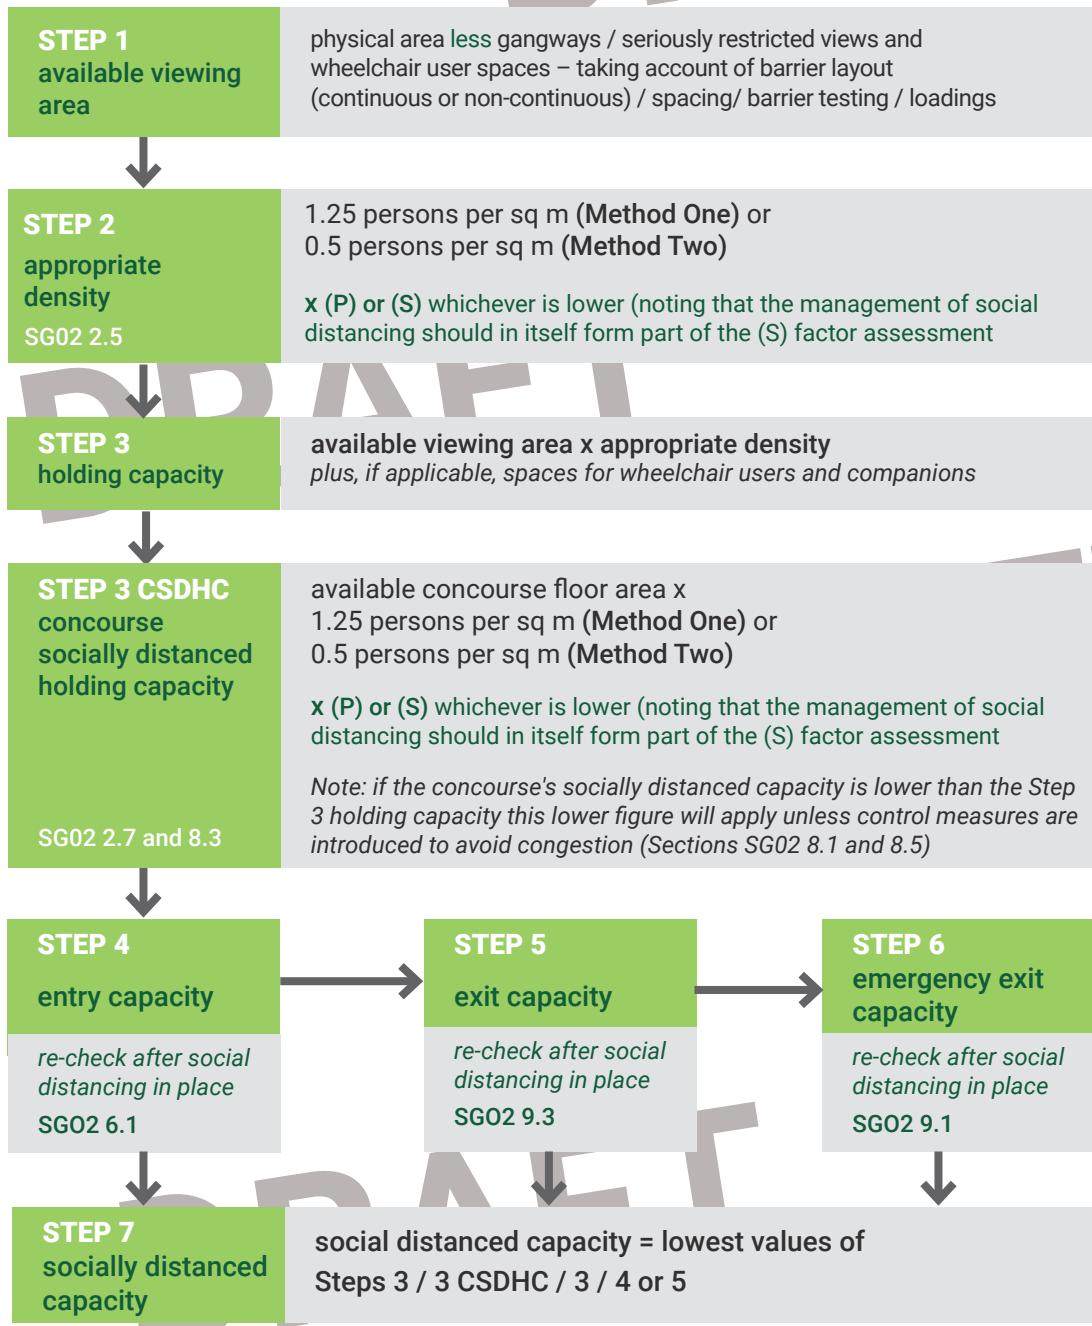 STEP 1
available viewing
area
physical area less gangways / seriously restricted views and
wheelchair user spaces – taking account of barrier layout
(continuous or non-continuous) / spacing/ barrier testing / loadings
STEP 2
appropriate
density
SG02 2.5
1.25 persons per sq m (Method One) or
0.5 persons per sq m (Method Two)
x (P) or (S) whichever is lower (noting that the management of social
distancing should in itself form part of the (S) factor assessment
DRAFT
STEP 3
holding capacity
available viewing area x appropriate density
plus, if applicable, spaces for wheelchair users and companions
STEP 3 CSDHC
concourse
socially distanced
holding capacity
SG02 2.7 and 8.3
available concourse floor area x
1.25 persons per sq m (Method One) or
0.5 persons per sq m (Method Two)
x (P) or (S) whichever is lower (noting that the management of social
distancing should in itself form part of the (S) factor assessment
Note: if the concourse's socially distanced capacity is lower than the Step
3 holding capacity this lower figure will apply unless control measures are
introduced to avoid congestion (Sections SG02 8.1 and 8.5)
STEP 4
entry capacity
re-check after social
distancing in place
SGO2 6.1
STEP 5
exit capacity
re-check after social
distancing in place
SGO2 9.3
STEP 6
emergency exit
capacity
re-check after social
distancing in place
SGO2 9.1
DRAFT
STEP 7
socially distanced
capacity
social distanced capacity = lowest values of
Steps 3 / 3 CSDHC / 3 / 4 or 5